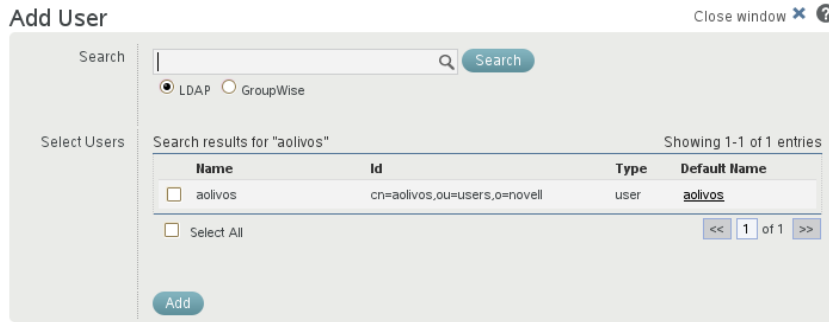 Add User
Close window ✖ ?
Search
Search
LDAP GroupWise
Select Users
Search results for "aolivos"
Showing 1-1 of 1 entries
Name Id Type Default Name
aolivos cn=aolivos,ou=users,o=novell user aolivos
Select All
<< 1 of 1 >>
Add